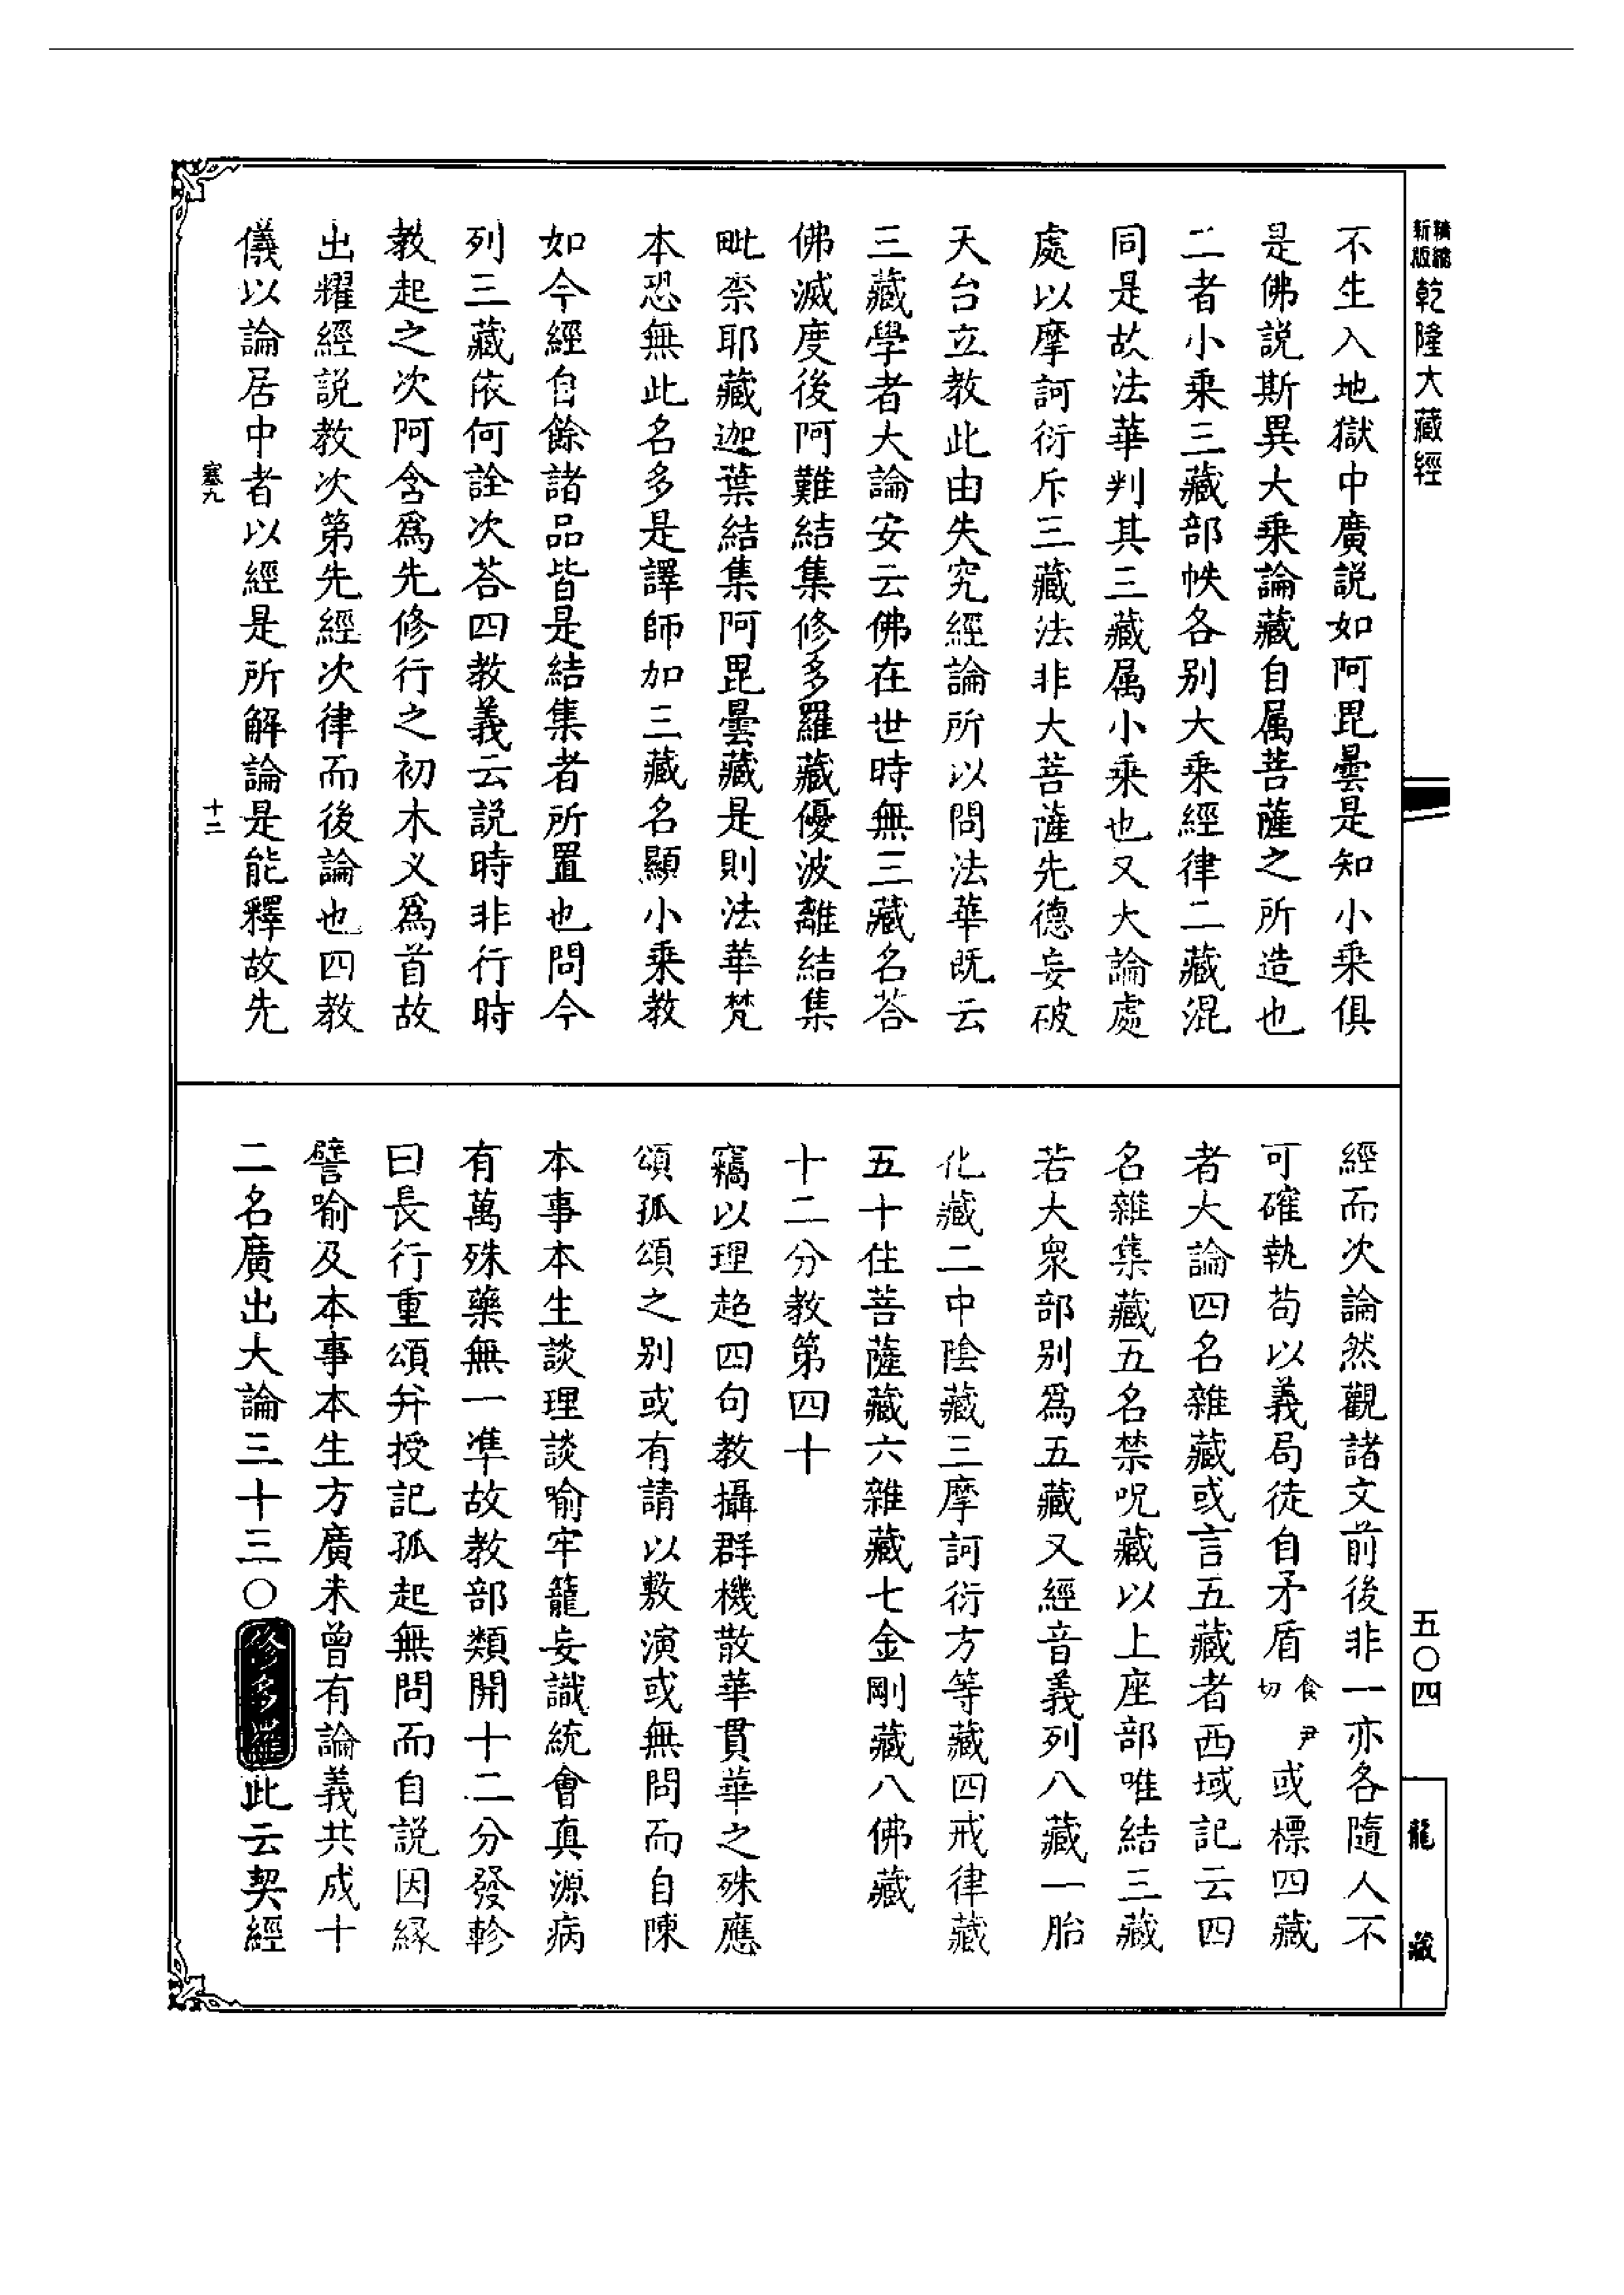 精縮
新版
乾隆大藏經
五〇四
龍藏
不生入地獄中廣説如阿毘曇是知小乘俱
是佛説斯異大乘論藏自属菩薩之所造也
二者小乘三藏部帙各别大乘經律二藏混
同是故法華判其三藏属小乘也又大論處
處以摩訶衍斥三藏法非大菩薩先德妄破
天台立教此由失究經論所以問法華既云
三藏學者大論安云佛在世時無三藏名荅
佛滅度後阿難結集修多羅藏優波離結集
毗柰耶藏迦葉結集阿毘曇藏是則法華梵
本恐無此名多是譯師加三藏名顯小乘教
如今經自餘諸品皆是結集者所置也問今
列三藏依何詮次荅四教義云説時非行時
教起之次阿含爲先修行之初木义爲首故
出耀經説教次第先經次律而後論也四教
儀以論居中者以經是所解論是能釋故先
塞九
十二
經而次論然觀諸文前後非一亦各隨人不
可確執苟以義局徒自矛盾食尹切或標四藏
者大論四名雜藏或言五藏者西域記云四
名雜集藏五名禁呪藏以上座部唯結三藏
若大衆部别爲五藏又經音義列八藏一胎
化藏二中陰藏三摩訶衍方等藏四戒律藏
五十住菩薩藏六雜藏七金剛藏八佛藏
十二分教第四十
竊以理超四句教攝群機散華貫華之殊應
頌孤頌之别或有請以敷演或無問而自陳
本事本生談理談喻牢籠妄識統會真源病
有萬殊藥無一準故教部類開十二分發軫
曰長行重頌并授記孤起無問而自説因緣
譬喻及本事本生方廣未曾有論義共成十
二名廣出大論三十三〇修多羅此云契經